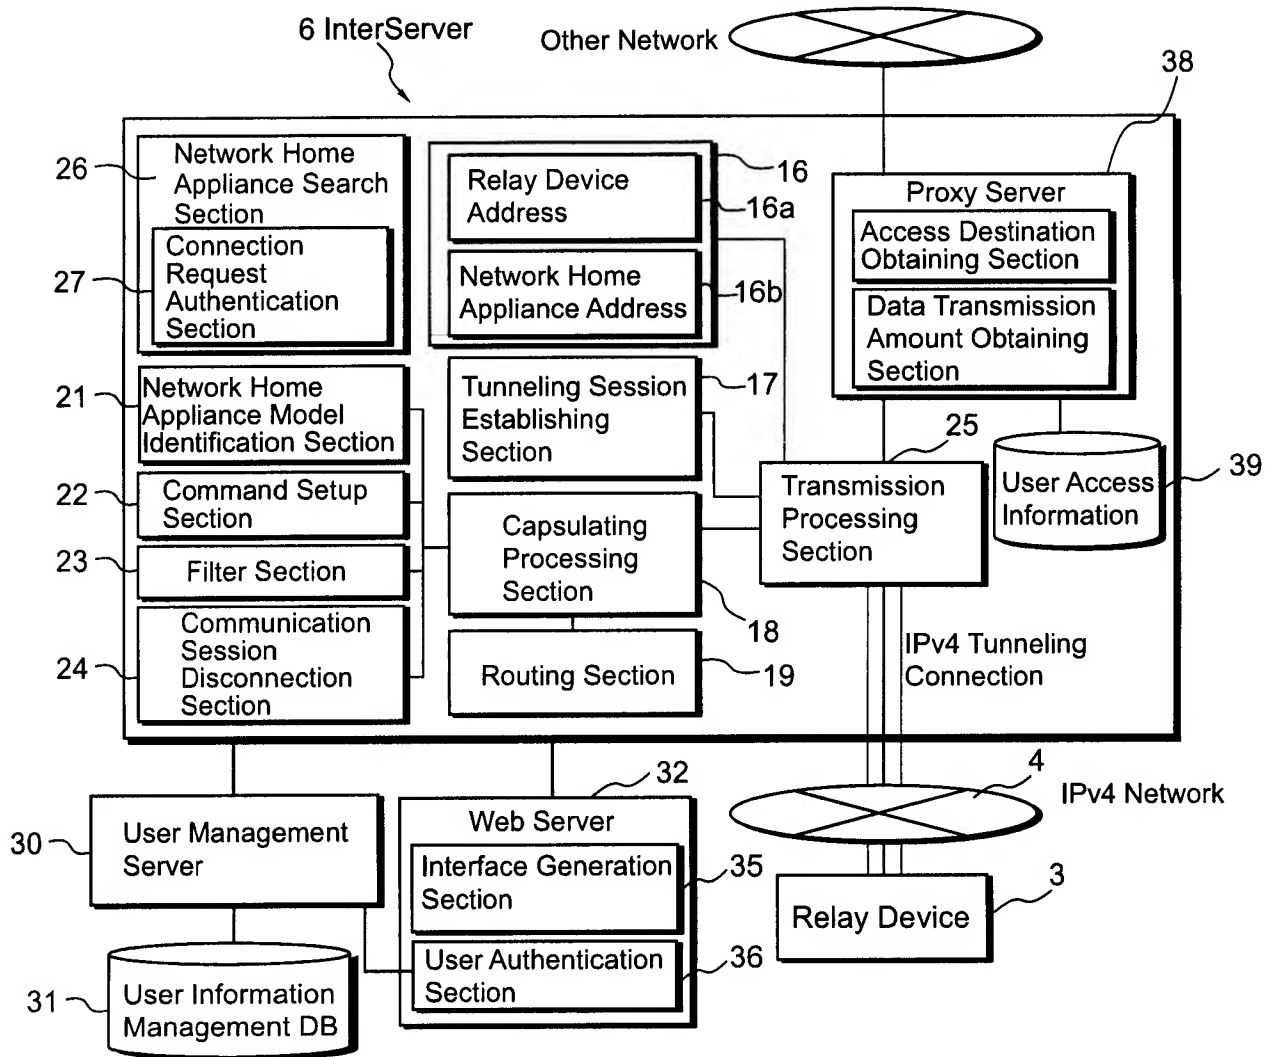 6 InterServer
Other Network
38
26
Network Home
Appliance Search
Section
27
Connection
Request
Authentication
Section
16
Relay Device
Address
16a
Network Home
Appliance Address
16b
Proxy Server
Access Destination
Obtaining Section
Data Transmission
Amount Obtaining
Section
21
Network Home
Appliance Model
Identification Section
17
Tunneling Session
Establishing
Section
25
Transmission
Processing
Section
User Access
Information
39
22
Command Setup
Section
23
Filter Section
Capsulating
Processing
Section
18
24
Communication
Session
Disconnection
Section
Routing Section
19
IPv4 Tunneling
Connection
4
IPv4 Network
30
User Management
Server
32
Web Server
Interface Generation
Section
35
User Authentication
Section
36
3
Relay Device
31
User Information
Management DB